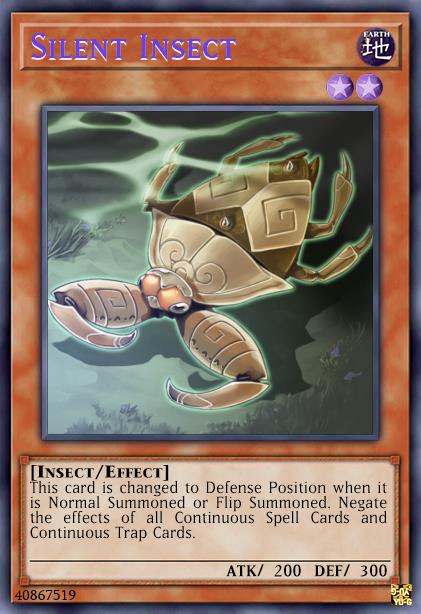 Silent Insect
EARTH
地
[Insect/Effect]
This card is changed to Defense Position when it
is Normal Summoned or Flip Summoned. Negate
the effects of all Continuous Spell Cards and
Continuous Trap Cards.
ATK/ 200 DEF/ 300
40867519